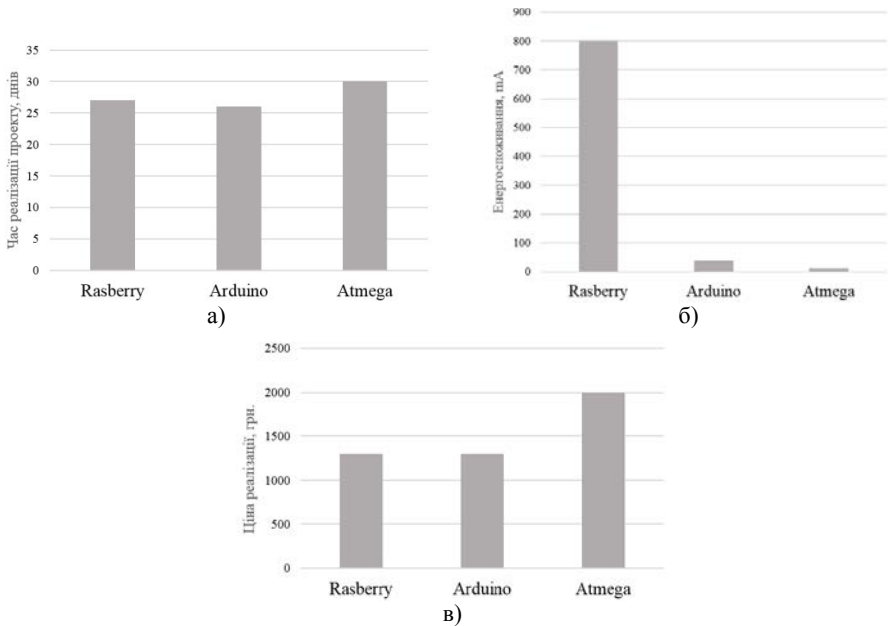 Час реалізації проекту, днів
35
30
25
20
15
10
5
0
Rasberry Arduino Atmega
а)
Енергоспоживання, mA
900
800
700
600
500
400
300
200
100
0
Rasberry Arduino Atmega
б)
Ціна реалізації, грн.
2500
2000
1500
1000
500
0
Rasberry Arduino Atmega
в)